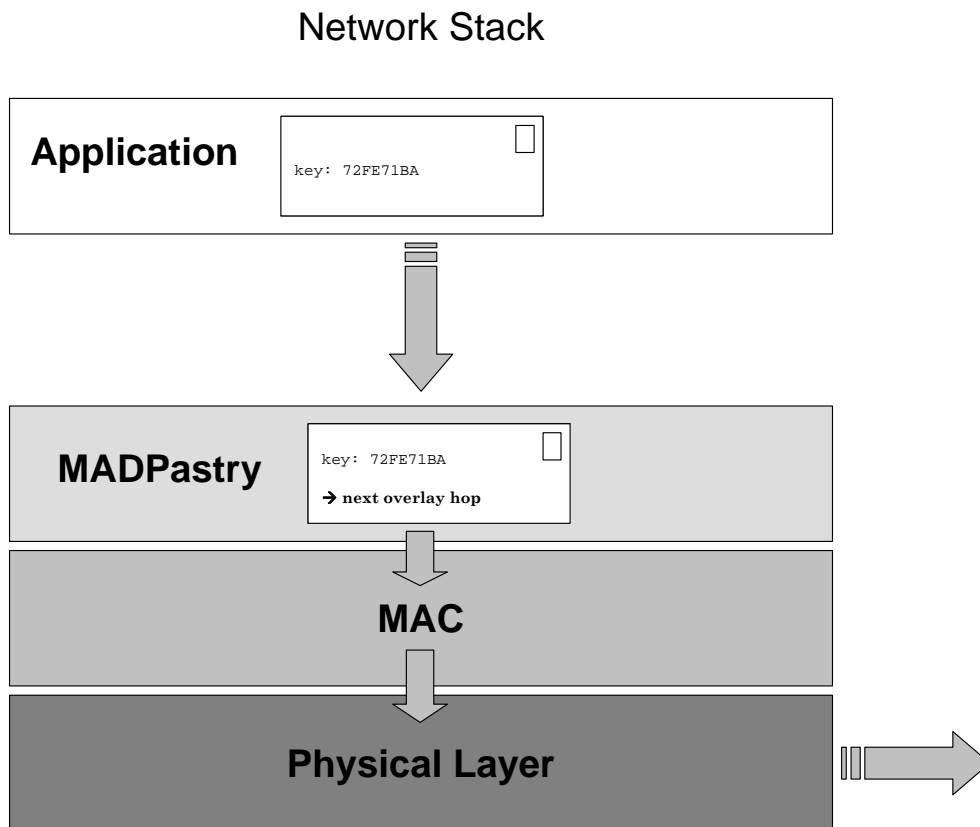 Network Stack
Application
key: 72FE71BA
MADPastry
key: 72FE71BA
→ next overlay hop
MAC
Physical Layer